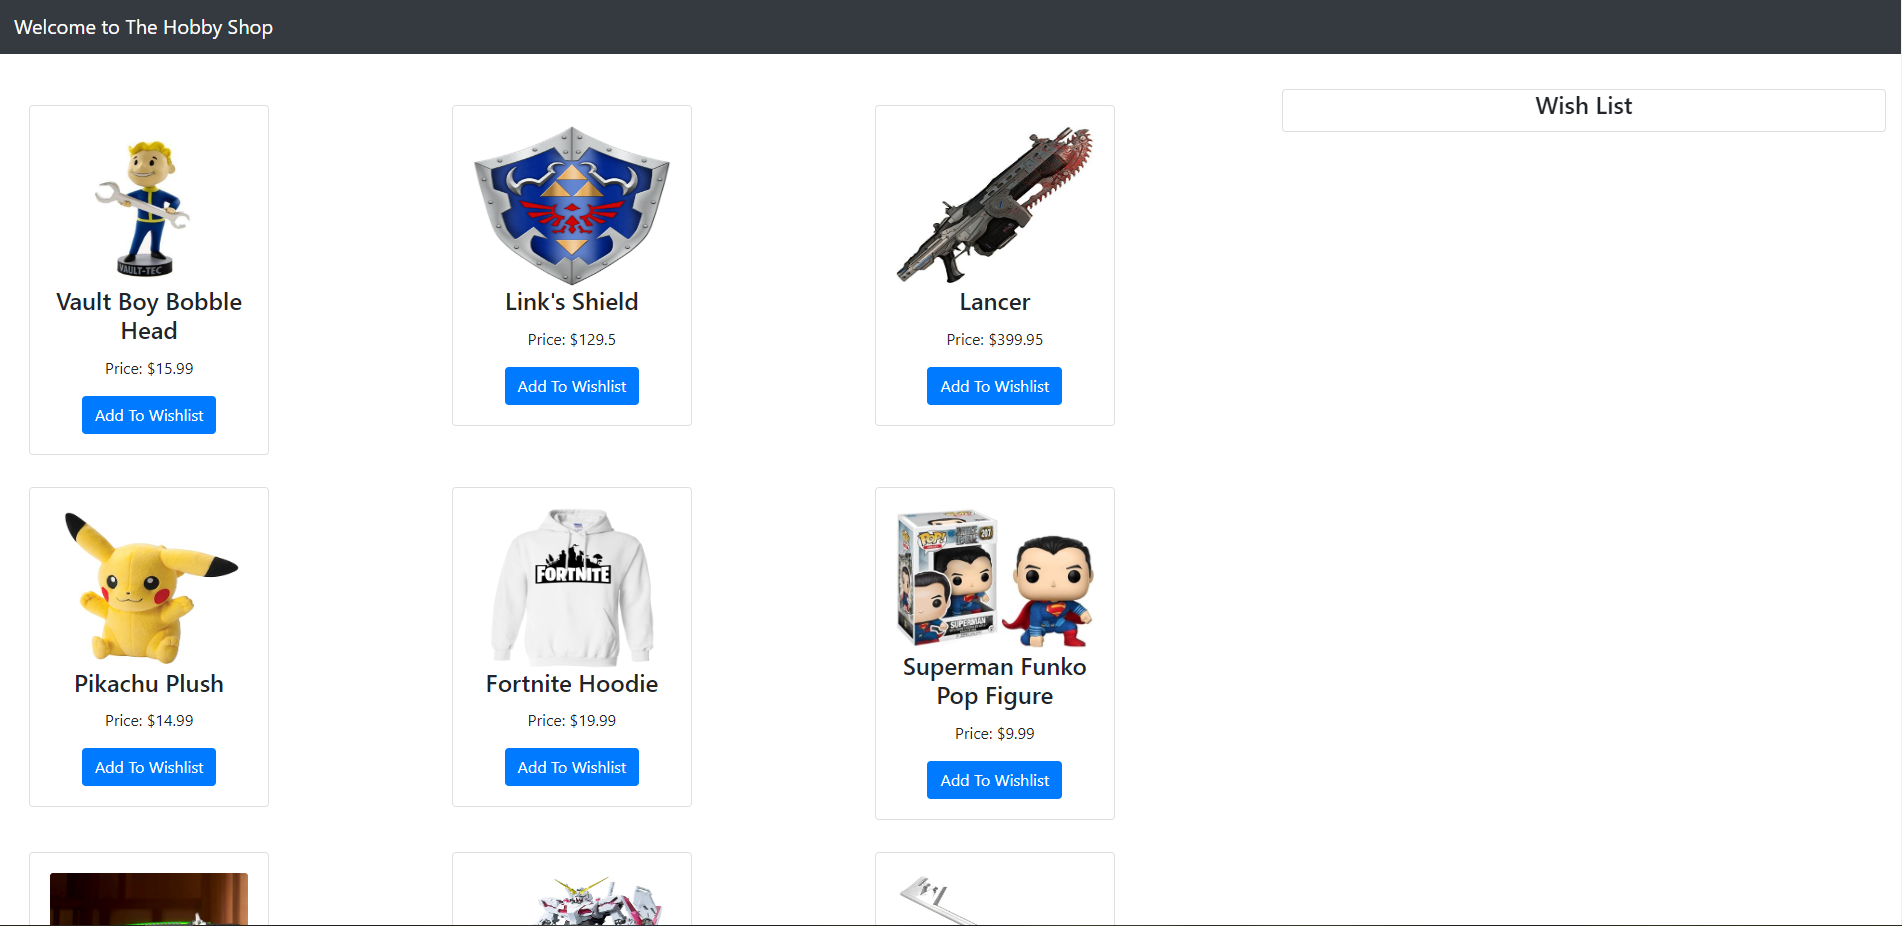 Welcome to The Hobby Shop
Wish List
VAULT-TEC
Vault Boy Bobble
Head
Price: $15.99
Add To Wishlist
Link's Shield
Price: $129.5
Add To Wishlist
Lancer
Price: $399.95
Add To Wishlist
Pikachu Plush
Price: $14.99
Add To Wishlist
FORTNITE
Fortnite Hoodie
Price: $19.99
Add To Wishlist
POP!
207
SUPERMAN
Superman Funko
Pop Figure
Price: $9.99
Add To Wishlist